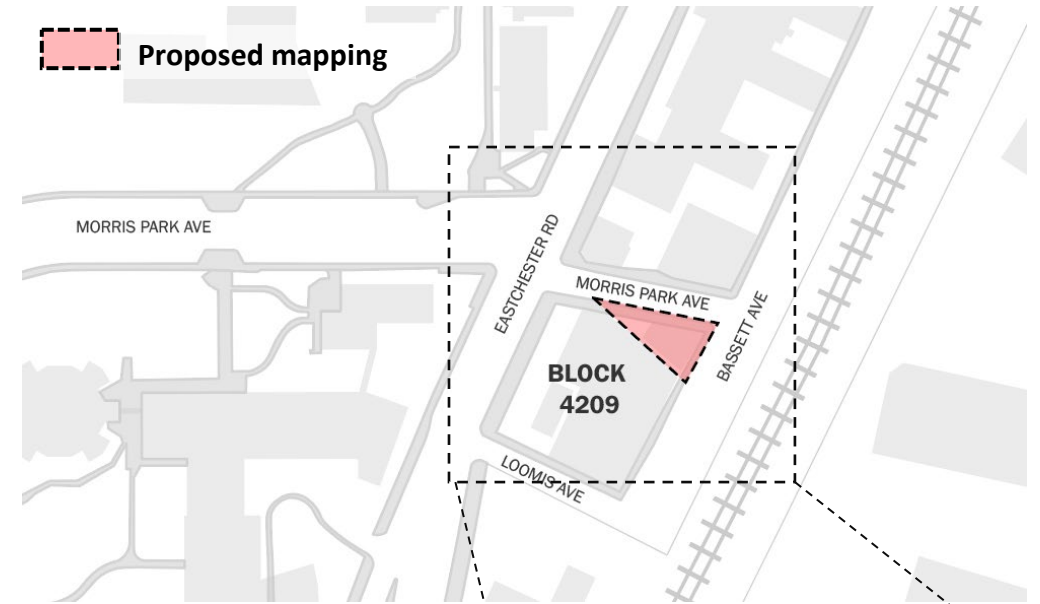 Proposed mapping
MORRIS PARK AVE
EASTCHESTER RD
MORRIS PARK AVE
BASSETT AVE
BLOCK
4209
LOOMIS AVE